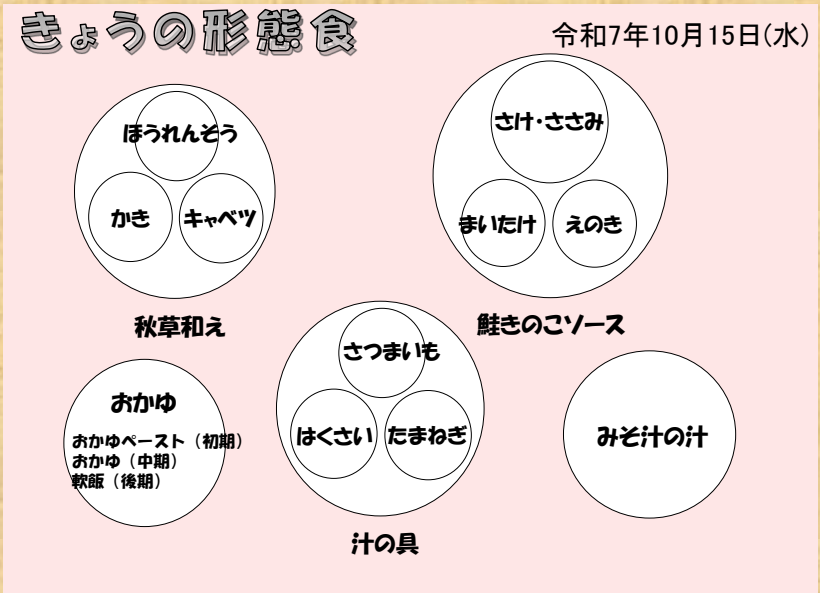 きょうの形態食
令和7年10月15日(水)
ほうれんそう
かき
キャベツ
秋草和え
さけ・ささみ
まいたけ
えのき
鮭きのこソース
おかゆ
おかゆペースト（初期）
おかゆ（中期）
軟飯（後期）
さつまいも
はくさい
たまねぎ
汁の具
みそ汁の汁